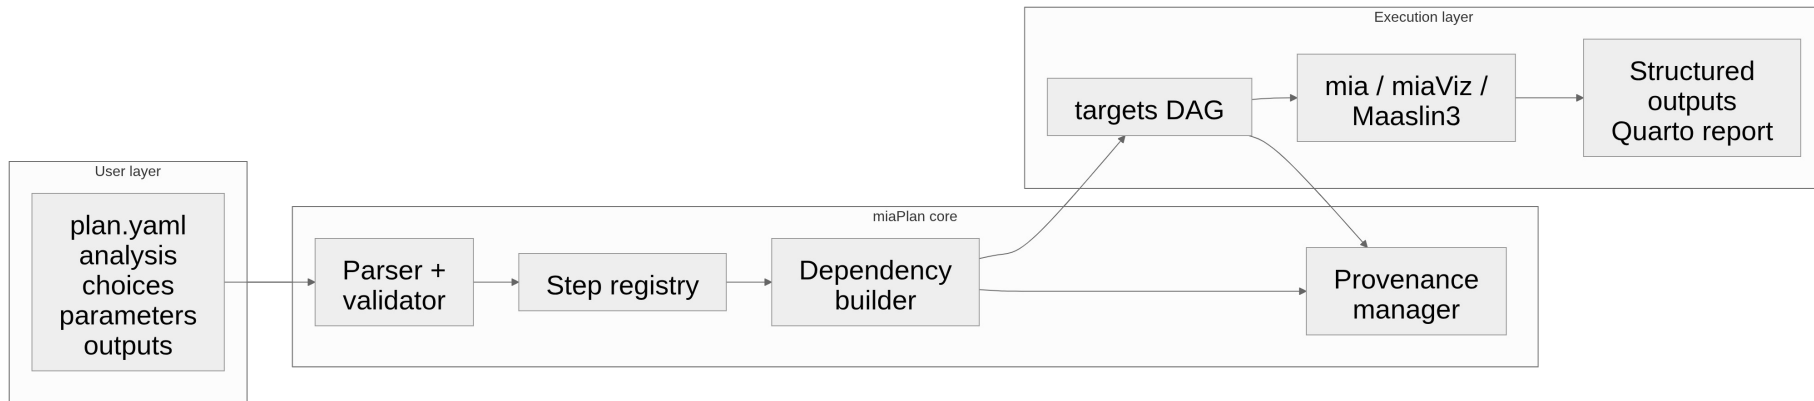 User layer
plan.yaml
analysis
choices
parameters
outputs
miaPlan core
Parser +
validator
Step registry
Dependency
builder
Provenance
manager
Execution layer
targets DAG
mia / miaViz /
Maaslin3
Structured
outputs
Quarto report